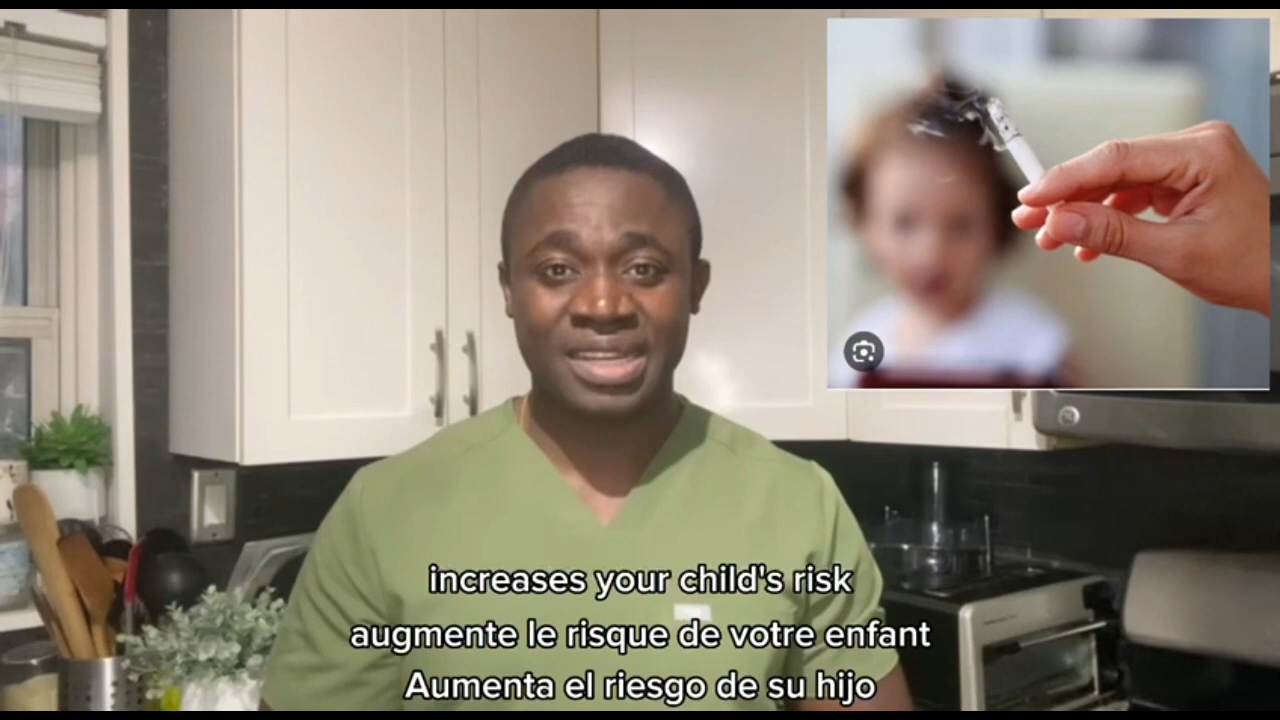 increases your child's risk
augmente le risque de votre enfant
Aumenta el riesgo de su hijo